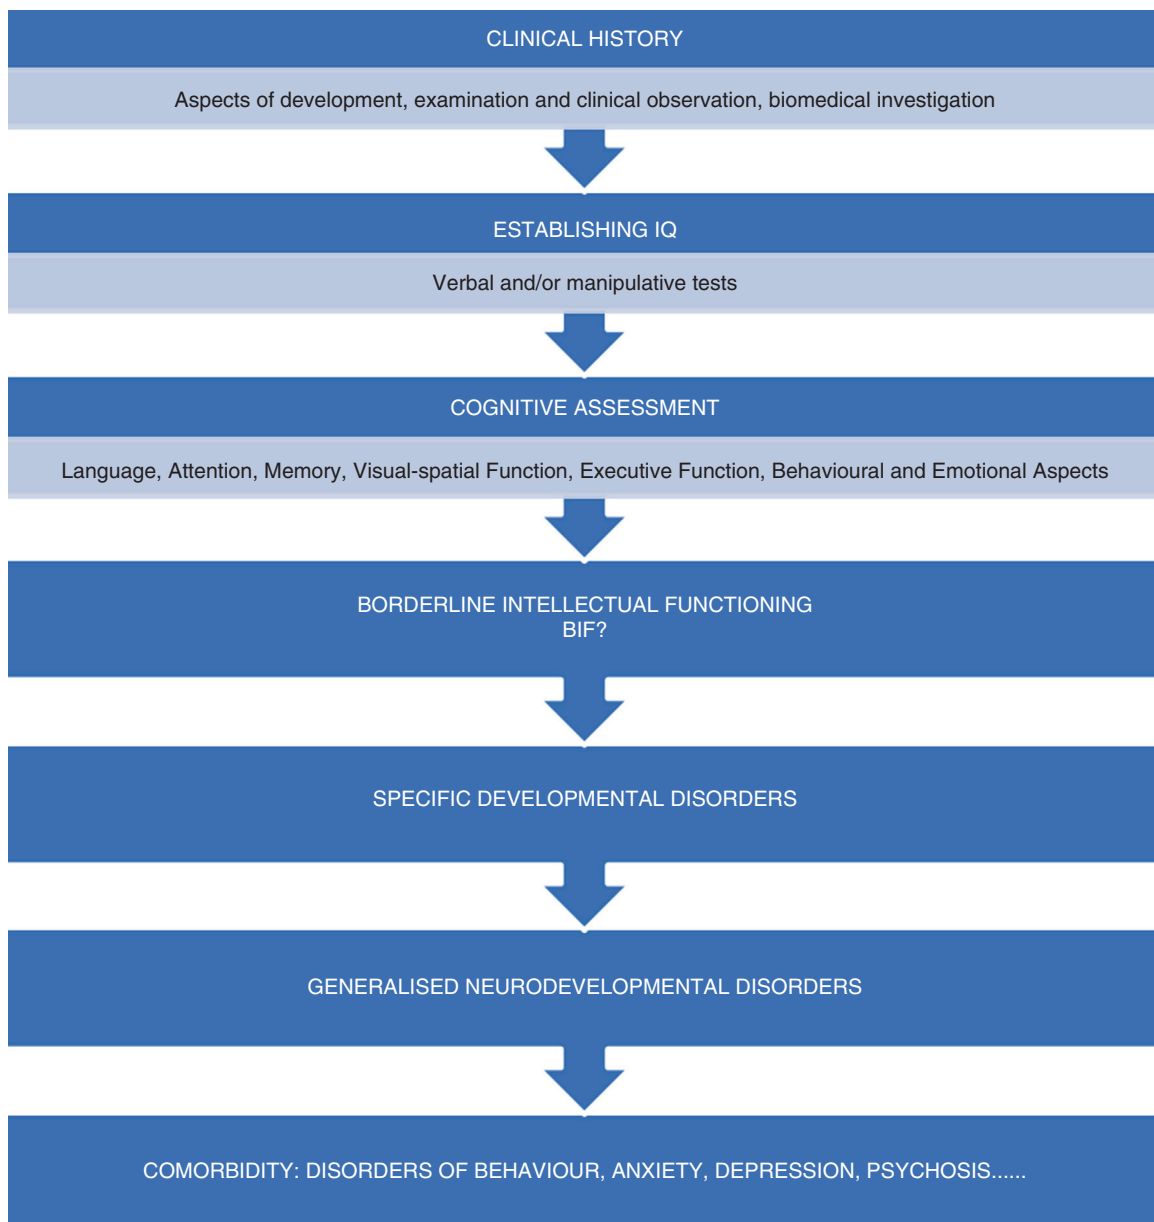 CLINICAL HISTORY
Aspects of development, examination and clinical observation, biomedical investigation
ESTABLISHING IQ
Verbal and/or manipulative tests
COGNITIVE ASSESSMENT
Language, Attention, Memory, Visual-spatial Function, Executive Function, Behavioural and Emotional Aspects
BORDERLINE INTELLECTUAL FUNCTIONING
BIF?
SPECIFIC DEVELOPMENTAL DISORDERS
GENERALISED NEURODEVELOPMENTAL DISORDERS
COMORBIDITY: DISORDERS OF BEHAVIOUR, ANXIETY, DEPRESSION, PSYCHOSIS......